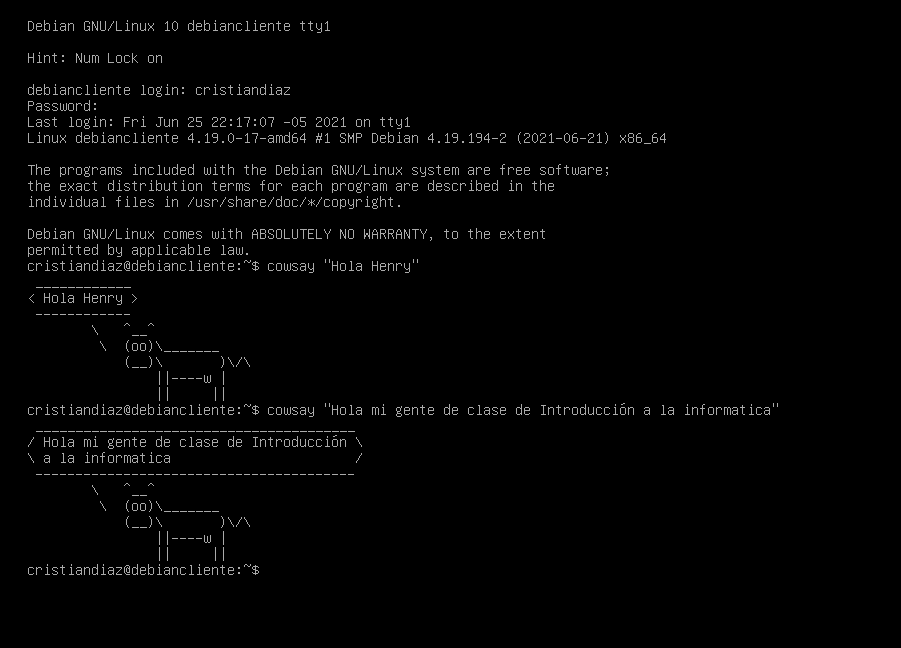 Debian GNU/Linux 10 debiancliente tty1
Hint: Num Lock on
debiancliente login: cristiandiaz
Password:
Last login: Fri Jun 25 22:17:07 -05 2021 on tty1
Linux debiancliente 4.19.0-17-amd64 #1 SMP Debian 4.19.194-2 (2021-06-21) x86_64
The programs included with the Debian GNU/Linux system are free software;
the exact distribution terms for each program are described in the
individual files in /usr/share/doc/*/copyright.
Debian GNU/Linux comes with ABSOLUTELY NO WARRANTY, to the extent
permitted by applicable law.
cristiandiaz@debiancliente:~$ cowsay "Hola Henry"
 ____________
< Hola Henry >
 ------------
        \   ^__^
         \  (oo)\_______
            (__)\       )\/\
                ||----w |
                ||     ||
cristiandiaz@debiancliente:~$ cowsay "Hola mi gente de clase de Introducción a la informatica"
 ________________________________________
/ Hola mi gente de clase de Introducción \
\ a la informatica                       /
 ----------------------------------------
        \   ^__^
         \  (oo)\_______
            (__)\       )\/\
                ||----w |
                ||     ||
cristiandiaz@debiancliente:~$